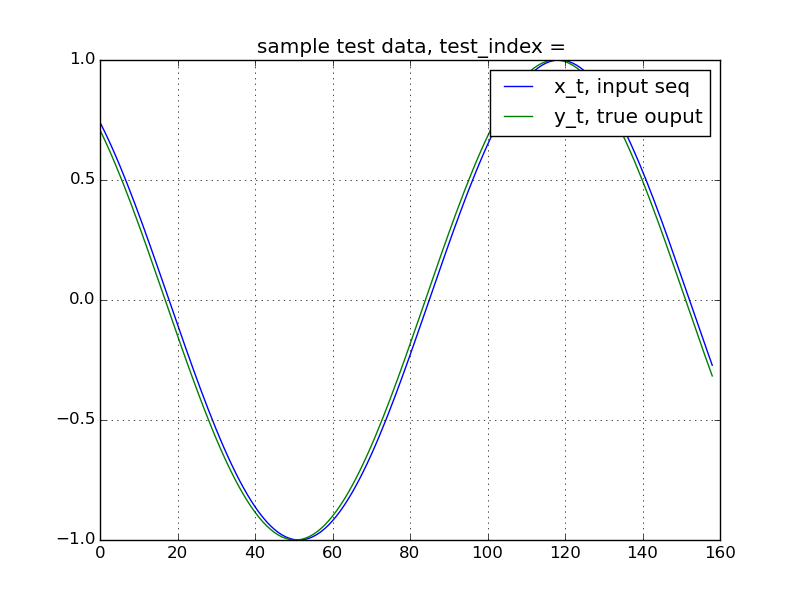 sample test data, test_index =
x_t, input seq
y_t, true ouput
1.0
0.5
0.0
−0.5
−1.0
0 20 40 60 80 100 120 140 160